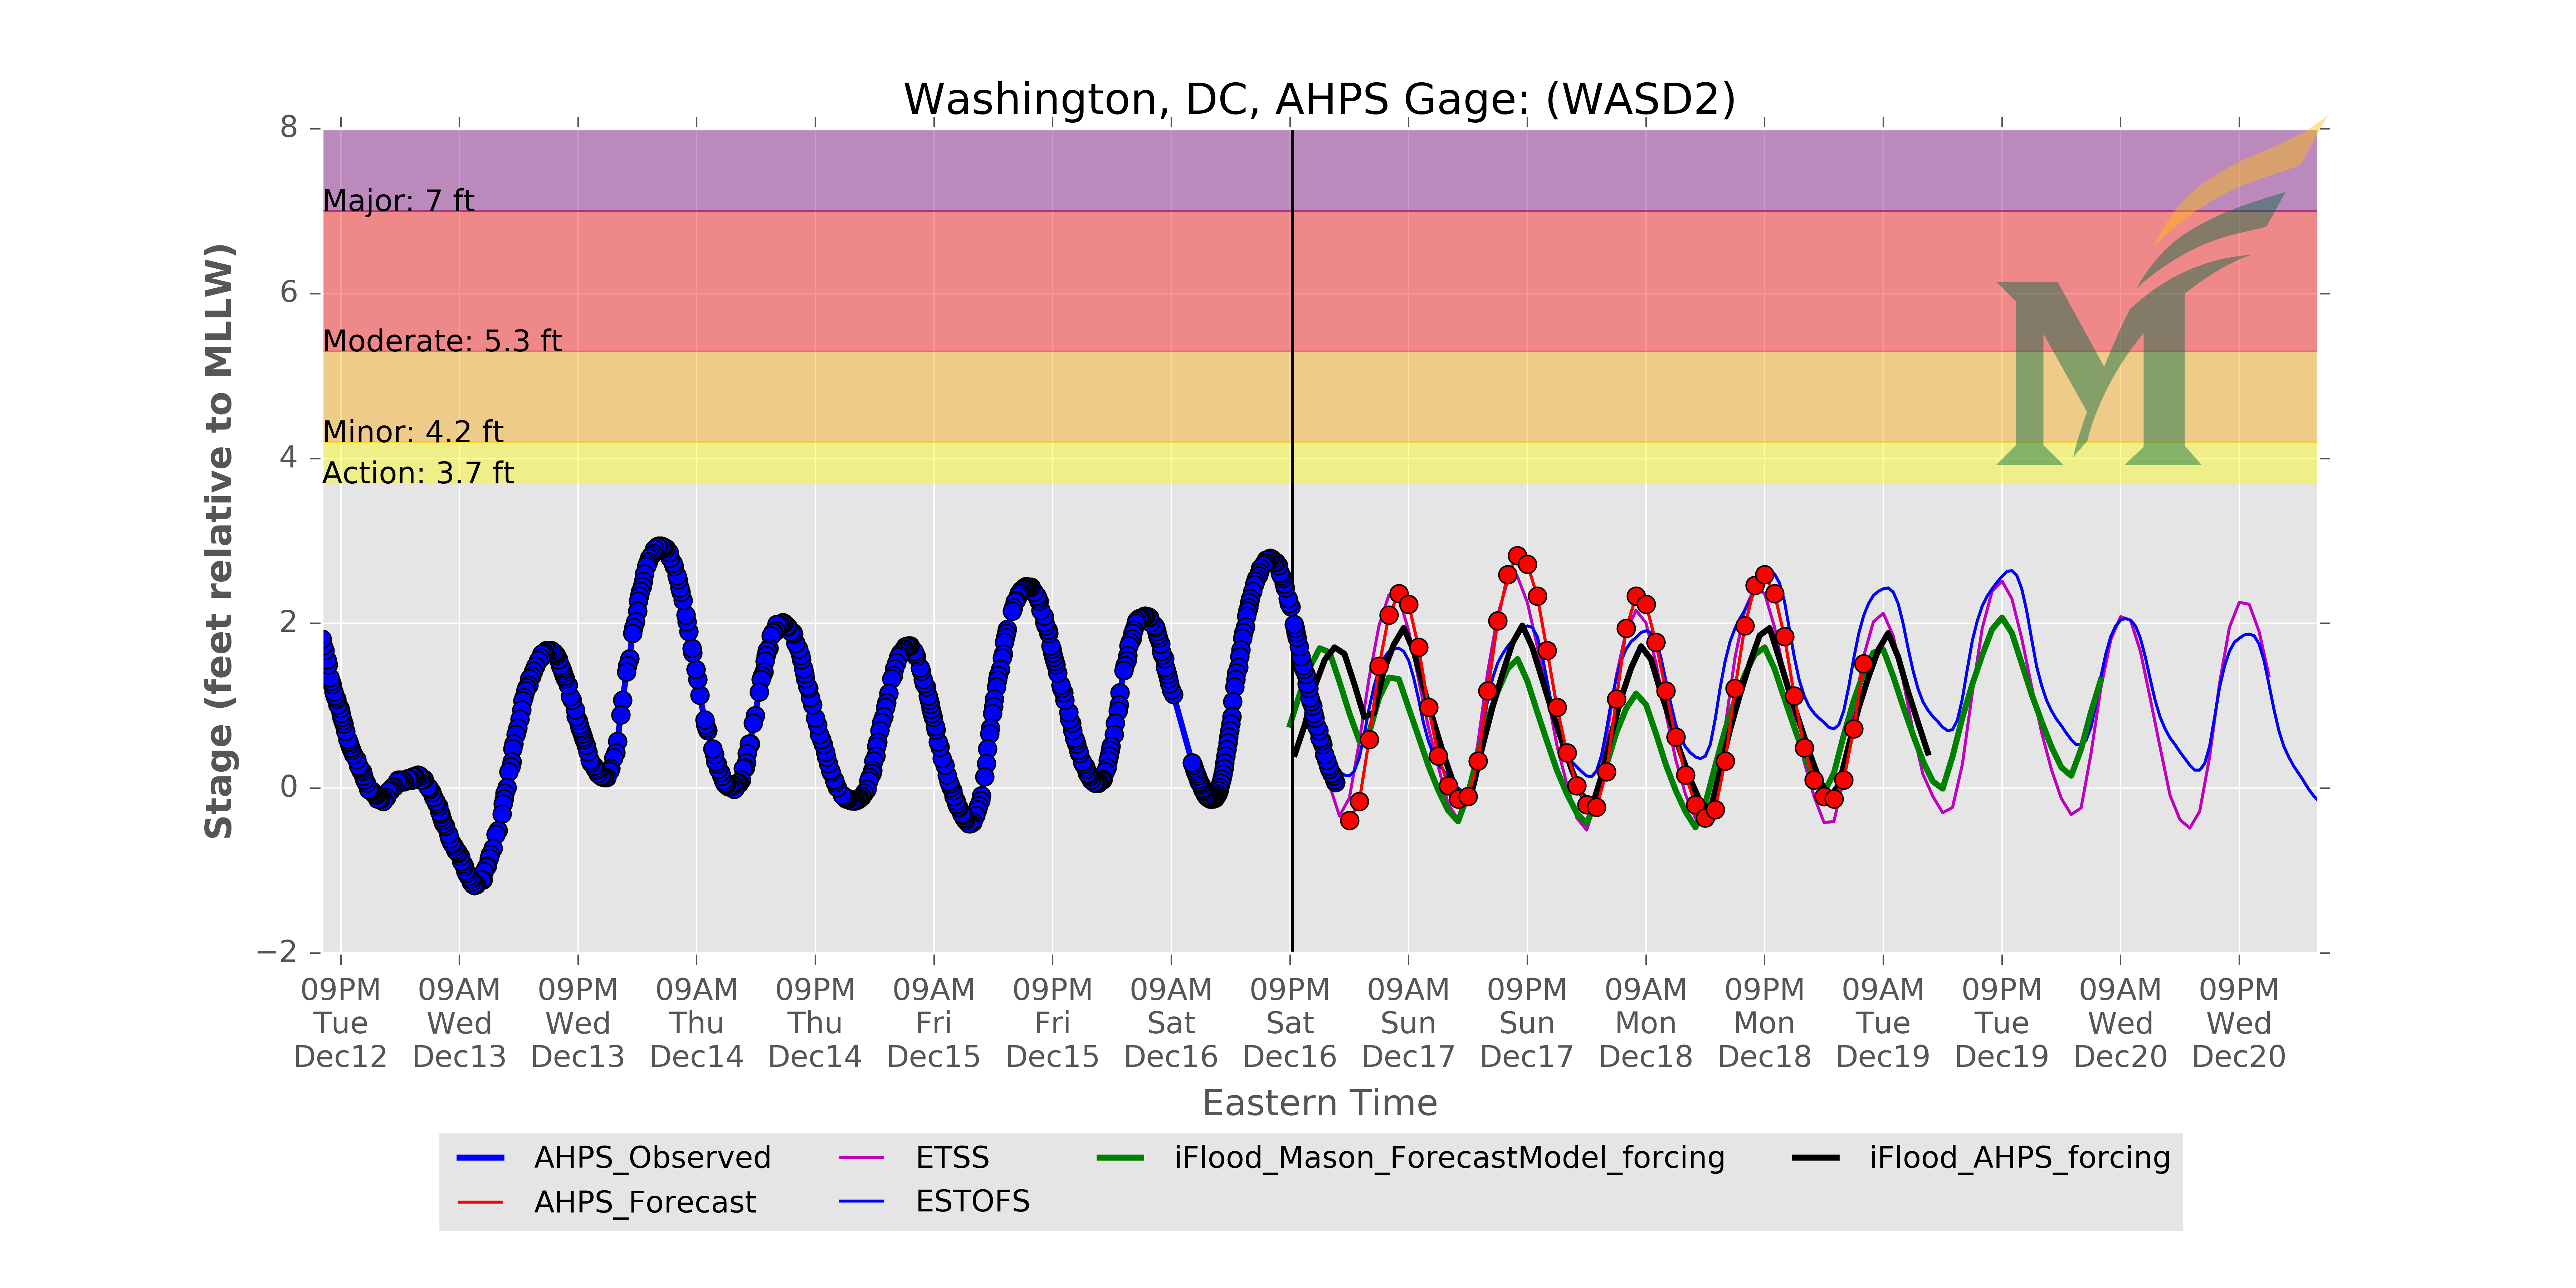 Washington, DC, AHPS Gage: (WASD2)
8
Major: 7 ft
6
Moderate: 5.3 ft
Minor: 4.2 ft
4
Action: 3.7 ft
2
0
−2
Stage (feet relative to MLLW)
09PM 09AM 09PM 09AM 09PM 09AM 09PM 09AM 09PM 09AM 09PM 09AM 09PM 09AM 09PM 09AM 09PM
Tue Wed Wed Thu Thu Fri Fri Sat Sat Sun Sun Mon Mon Tue Tue Wed Wed
Dec12 Dec13 Dec13 Dec14 Dec14 Dec15 Dec15 Dec16 Dec16 Dec17 Dec17 Dec18 Dec18 Dec19 Dec19 Dec20 Dec20
Eastern Time
AHPS_Observed ETSS iFlood_Mason_ForecastModel_forcing iFlood_AHPS_forcing
AHPS_Forecast ESTOFS
M